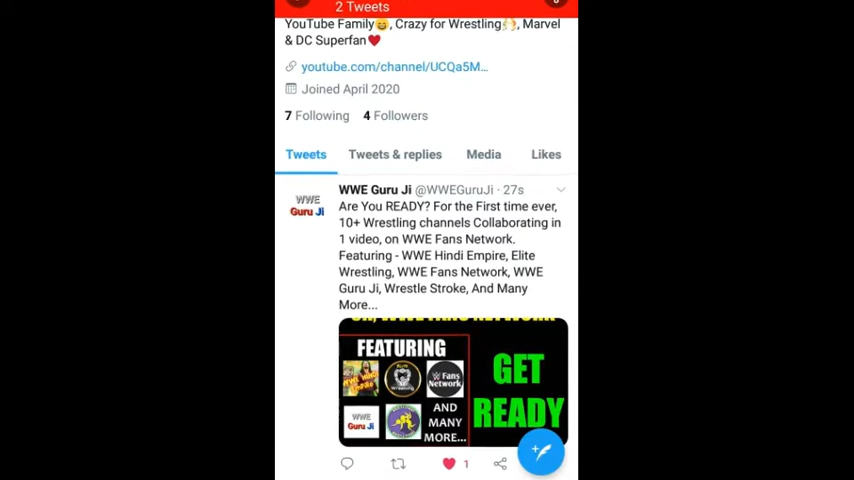 2 Tweets
YouTube Family😄, Crazy for Wrestling🤼, Marvel
& DC Superfan❤️
youtube.com/channel/UCQa5M...
Joined April 2020
7 Following 4 Followers
Tweets Tweets & replies Media Likes
WWE Guru Ji @WWEGuruJi · 27s
WWE
Guru Ji
Are You READY? For the First time ever,
10+ Wrestling channels Collaborating in
1 video, on WWE Fans Network.
Featuring - WWE Hindi Empire, Elite
Wrestling, WWE Fans Network, WWE
Guru Ji, Wrestle Stroke, And Many
More...
FEATURING
WWE HINDI
EMPIRE
Fans
Network
WWE
Guru Ji
AND
MANY
MORE...
GET
READY
1